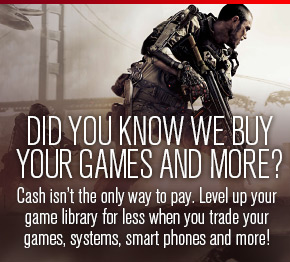 DID YOU KNOW WE BUY
YOUR GAMES AND MORE?
Cash isn't the only way to pay. Level up your
game library for less when you trade your
games, systems, smart phones and more!